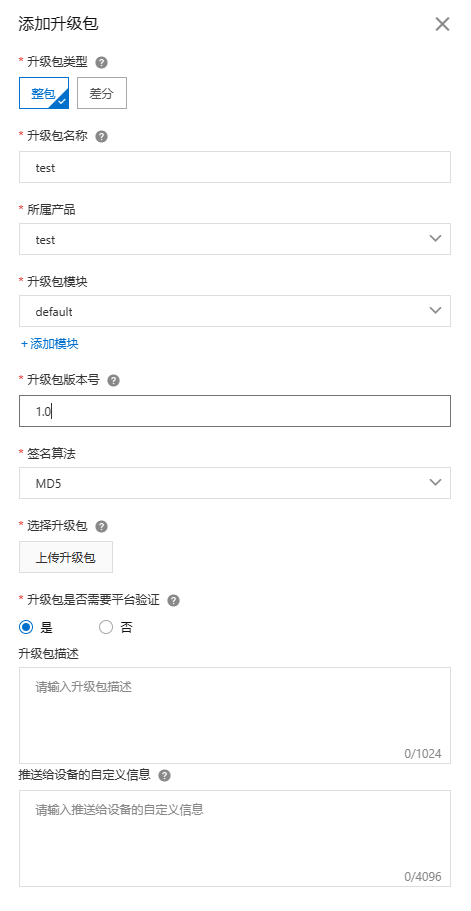 添加升级包
* 升级包类型
整包 差分
* 升级包名称
test
* 所属产品
test
* 升级包模块
default
+ 添加模块
* 升级包版本号
1.0
* 签名算法
MD5
* 选择升级包
上传升级包
* 升级包是否需要平台验证
是 否
升级包描述
请输入升级包描述
0/1024
推送给设备的自定义信息
请输入推送给设备的自定义信息
0/4096